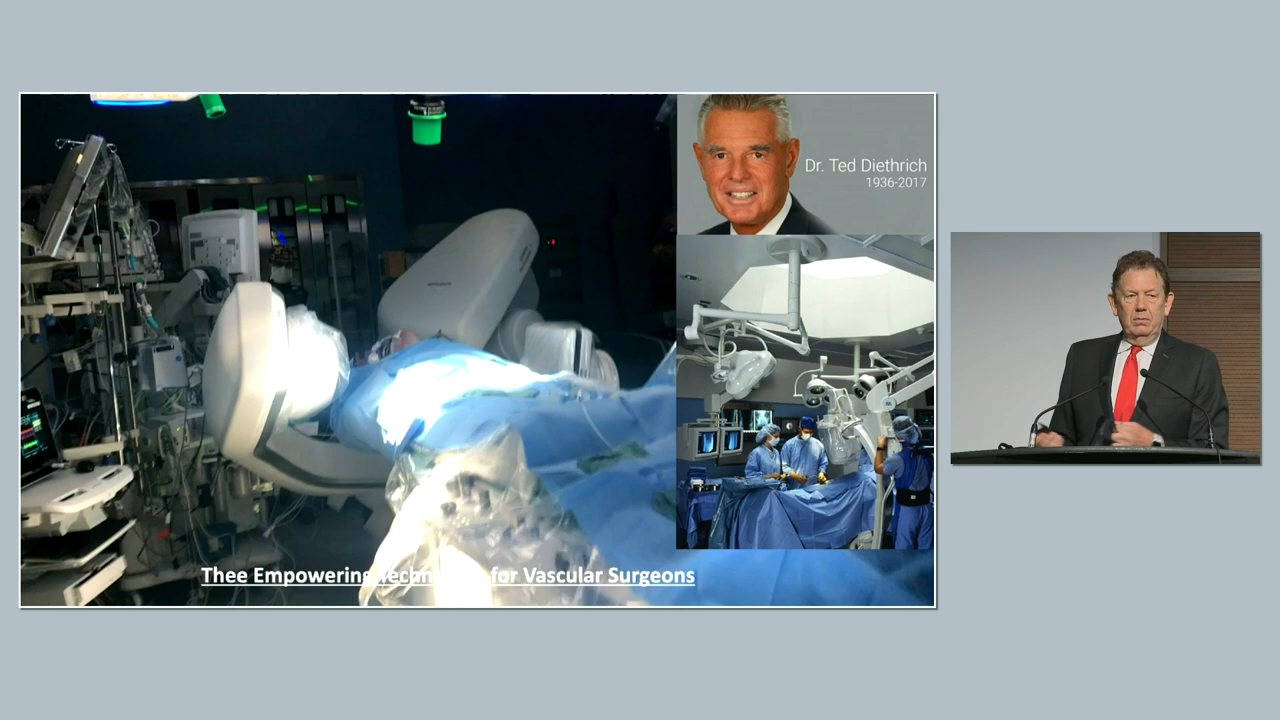 Dr. Ted Diethrich
1936-2017
Thee Empowering for Vascular Surgeons